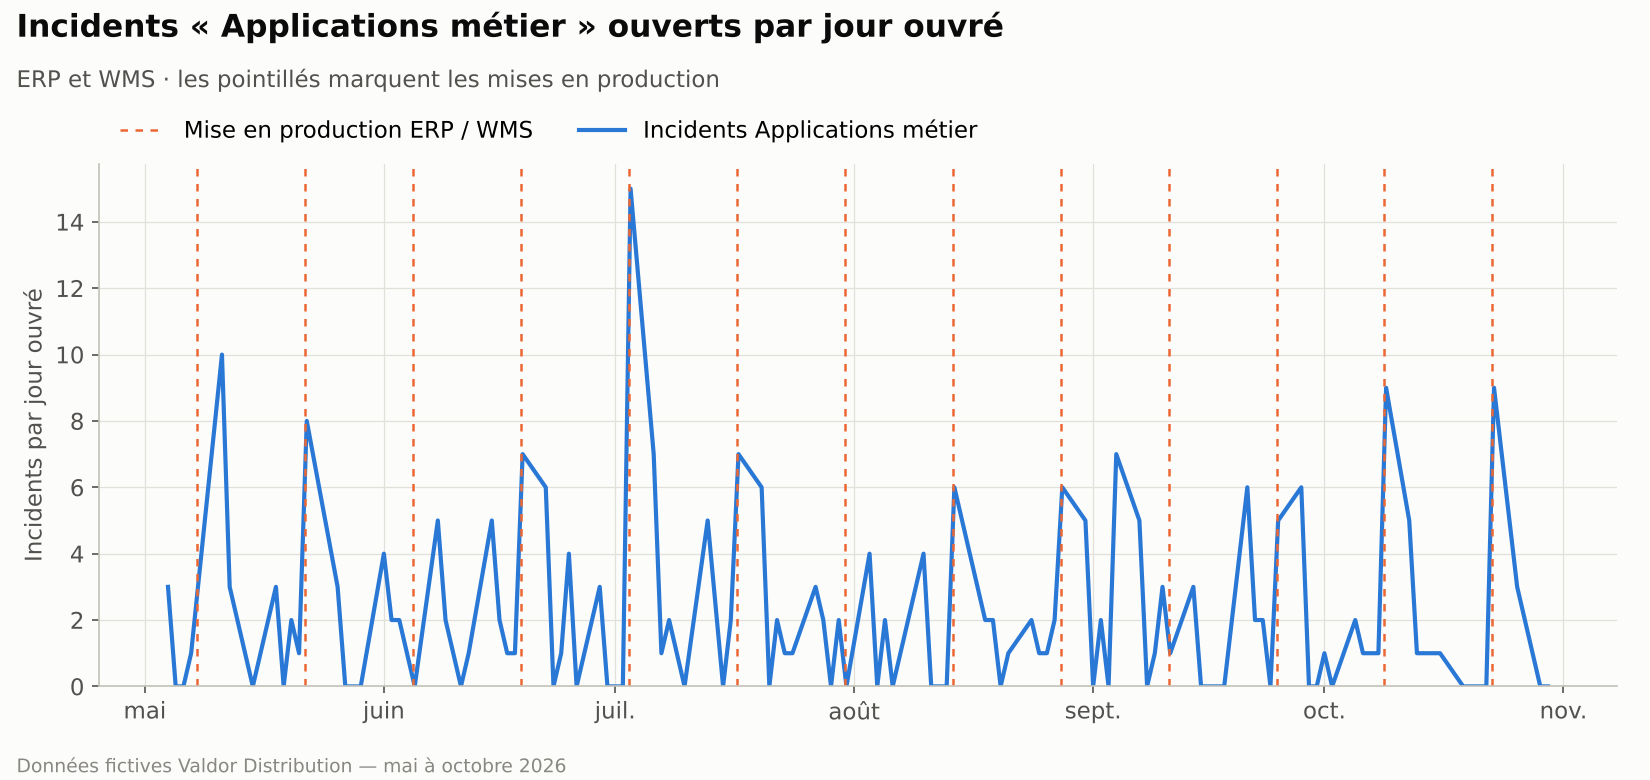 Incidents « Applications métier » ouverts par jour ouvré
ERP et WMS · les pointillés marquent les mises en production
Mise en production ERP / WMS
Incidents Applications métier
Incidents par jour ouvré
14
12
10
8
6
4
2
0
mai juin juil. août sept. oct. nov.
Données fictives Valdor Distribution — mai à octobre 2026